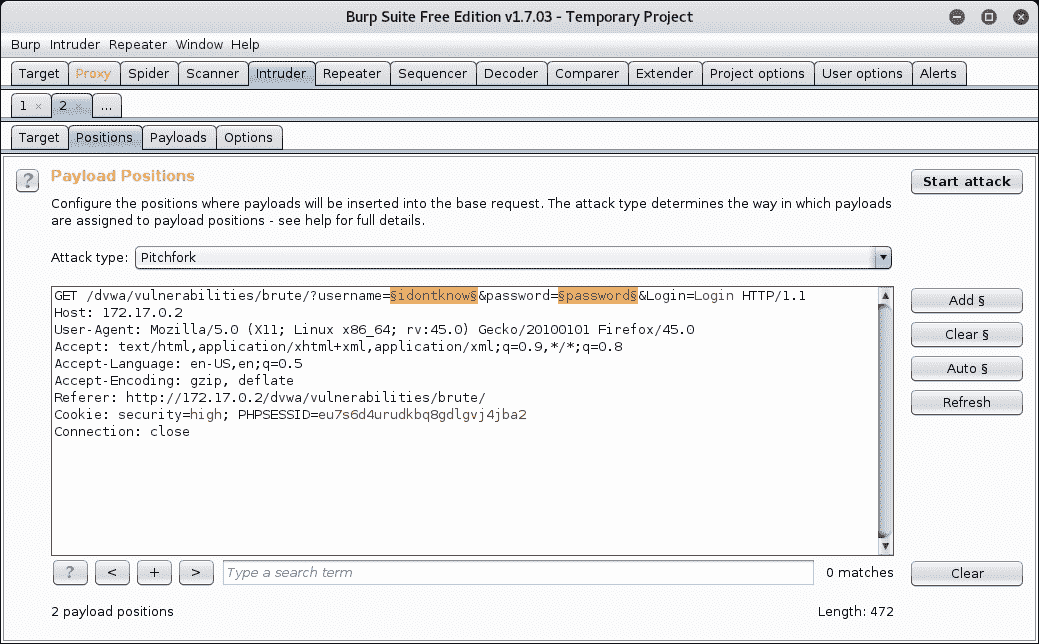 Burp Suite Free Edition v1.7.03 - Temporary Project
Burp Intruder Repeater Window Help
Target Proxy Spider Scanner Intruder Repeater Sequencer Decoder Comparer Extender Project options User options Alerts
1 × 2 × ...
Target Positions Payloads Options
? Payload Positions
Start attack
Configure the positions where payloads will be inserted into the base request. The attack type determines the way in which payloads
are assigned to payload positions - see help for full details.
Attack type: Pitchfork
GET /dvwa/vulnerabilities/brute/?username=§idontknow§&password=§password§&Login=Login HTTP/1.1
Host: 172.17.0.2
User-Agent: Mozilla/5.0 (X11; Linux x86_64; rv:45.0) Gecko/20100101 Firefox/45.0
Accept: text/html,application/xhtml+xml,application/xml;q=0.9,*/*;q=0.8
Accept-Language: en-US,en;q=0.5
Accept-Encoding: gzip, deflate
Referer: http://172.17.0.2/dvwa/vulnerabilities/brute/
Cookie: security=high; PHPSESSID=eu7s6d4urudkbq8gdlgvj4jba2
Connection: close
Add §
Clear §
Auto §
Refresh
? < + > Type a search term 0 matches Clear
2 payload positions Length: 472